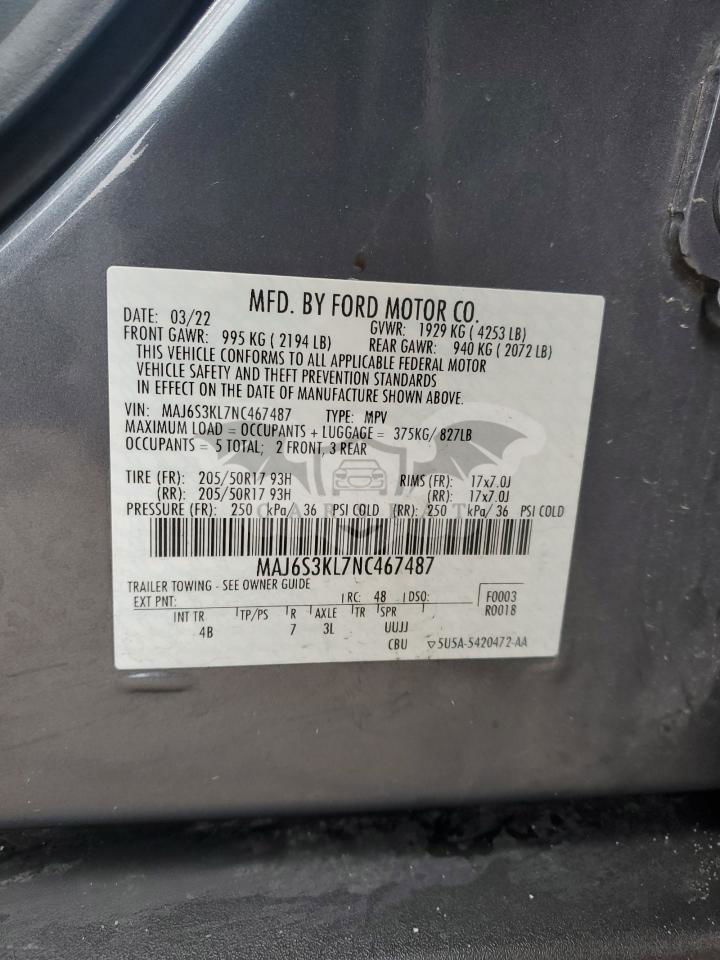 MFD. BY FORD MOTOR CO.
DATE: 03/22 GVWR: 1929 KG ( 4253 LB)
FRONT GAWR: 995 KG ( 2194 LB) REAR GAWR: 940 KG ( 2072 LB)
THIS VEHICLE CONFORMS TO ALL APPLICABLE FEDERAL MOTOR
VEHICLE SAFETY AND THEFT PREVENTION STANDARDS
IN EFFECT ON THE DATE OF MANUFACTURE SHOWN ABOVE.
VIN: MAJ6S3KL7NC467487 TYPE: MPV
MAXIMUM LOAD = OCCUPANTS + LUGGAGE = 375KG/ 827LB
OCCUPANTS = 5 TOTAL; 2 FRONT, 3 REAR
TIRE (FR): 205/50R17 93H RIMS (FR): 17x7.0J
(RR): 205/50R17 93H (RR): 17x7.0J
PRESSURE (FR): 250 kPa/ 36 PSI COLD (RR): 250 kPa/ 36 PSI COLD
MAJ6S3KL7NC467487
TRAILER TOWING - SEE OWNER GUIDE
EXT PNT: RC: 48 DSO: F0003
R0018
INT TR TP/PS R AXLE TR SPR
4B 7 3L UUJJ
CBU ▽5U5A-5420472-AA